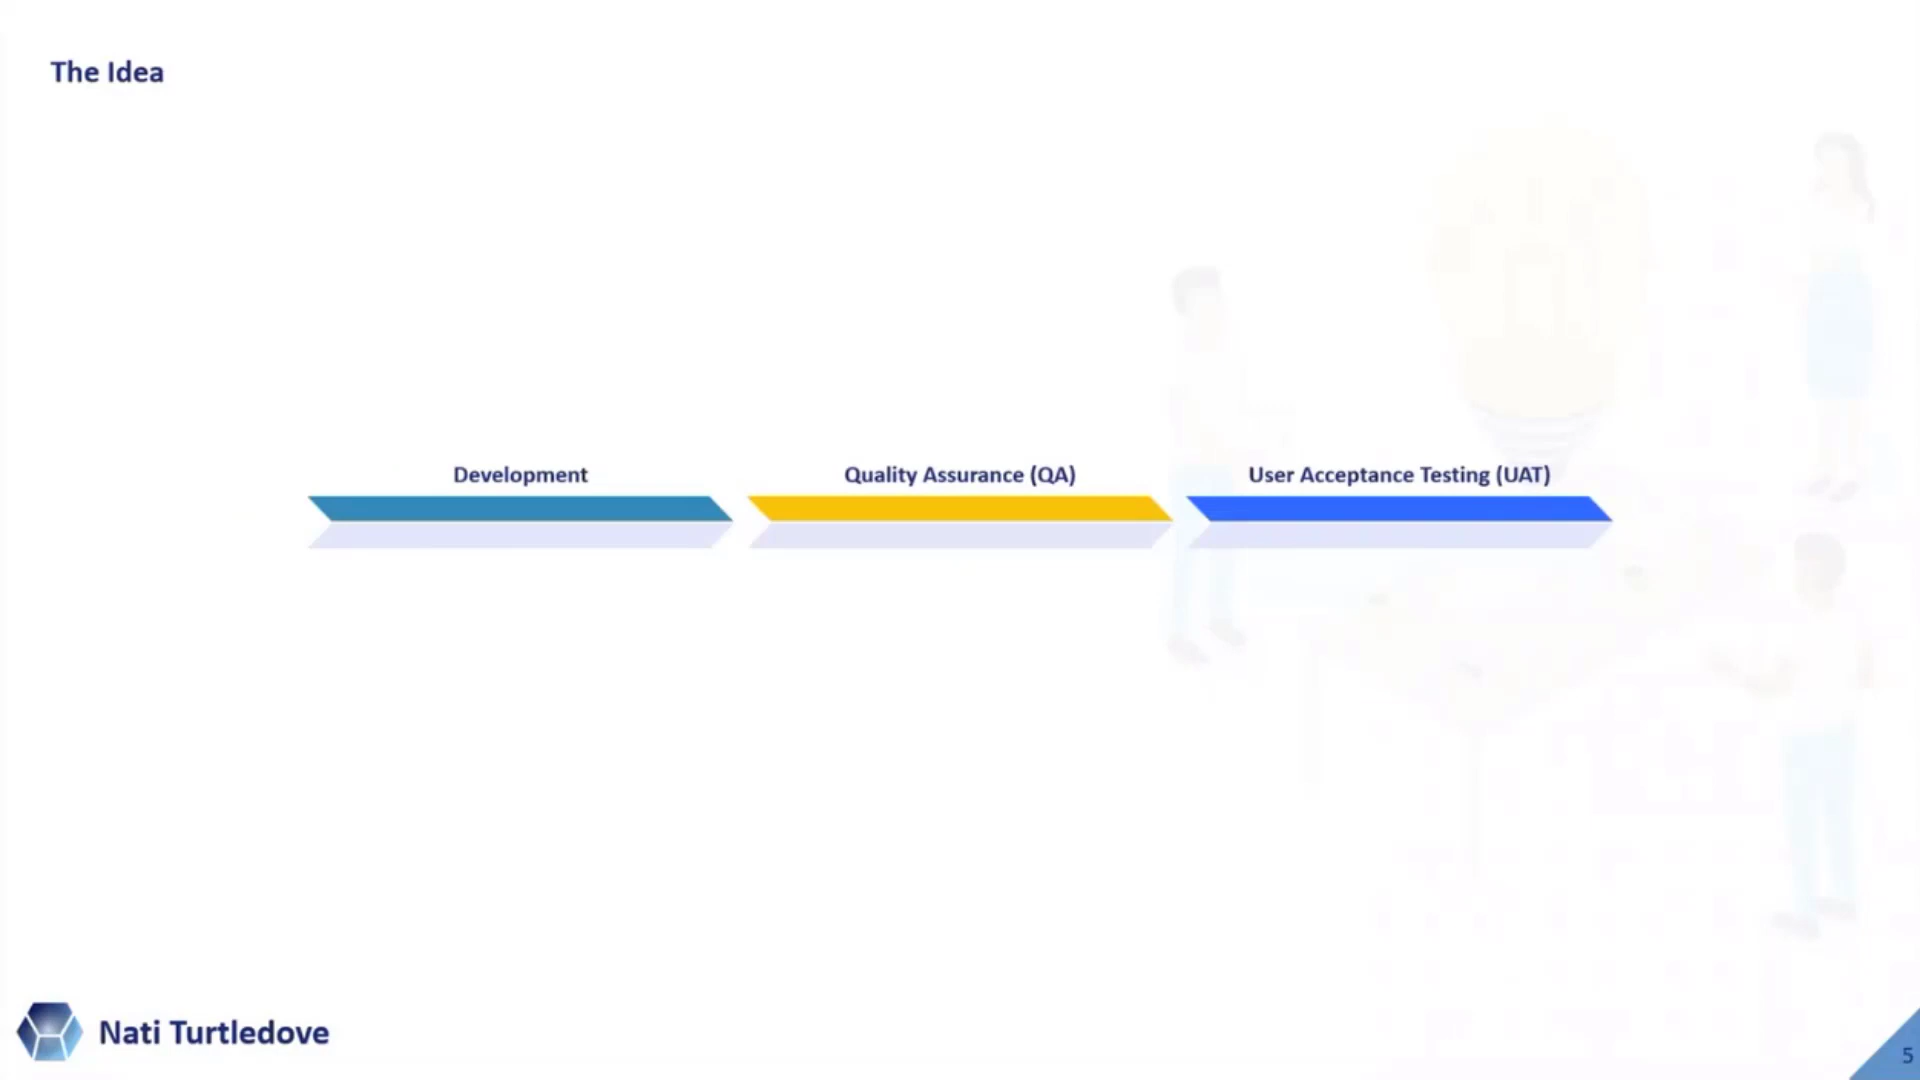 The Idea
Development
Quality Assurance (QA)
User Acceptance Testing (UAT)
Nati Turtledove
5